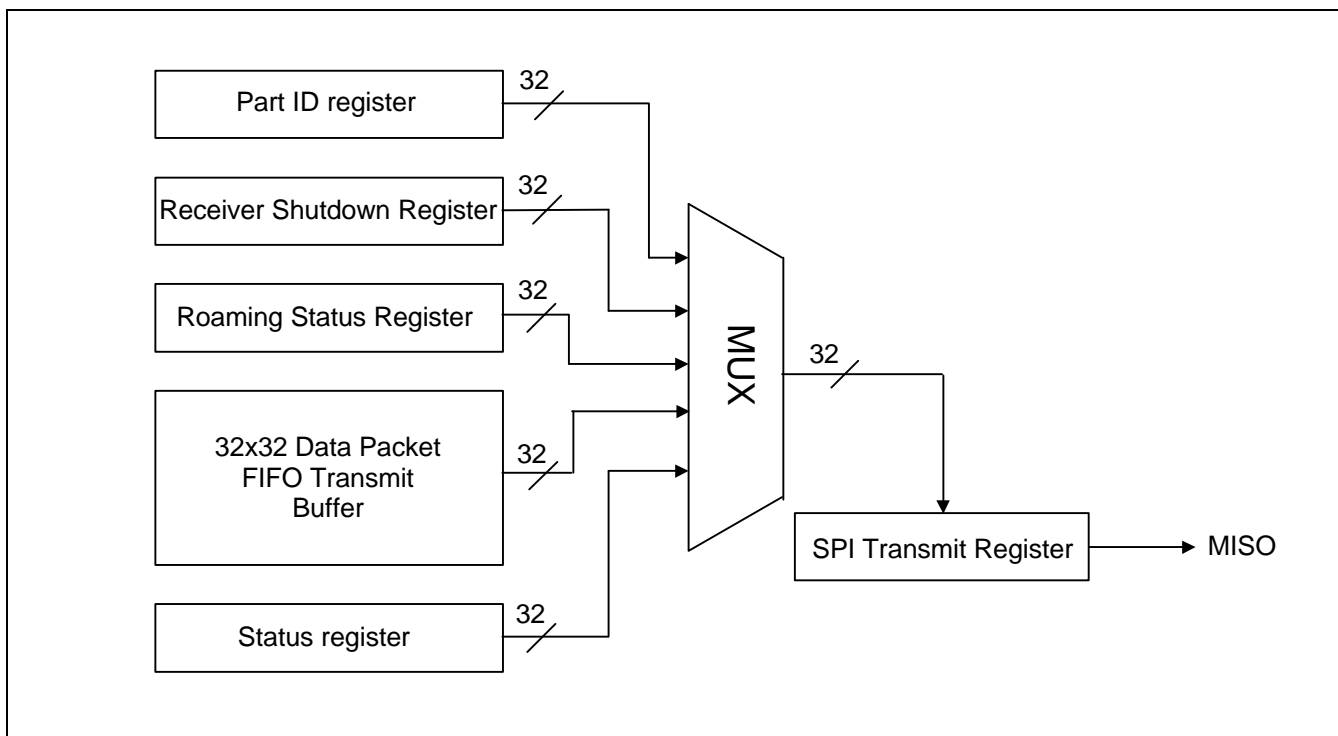 32
Part ID register
32
Receiver Shutdown Register
32
Roaming Status Register
MUX
32
32x32 Data Packet
FIFO Transmit
Buffer
32
SPI Transmit Register
MISO
32
Status register